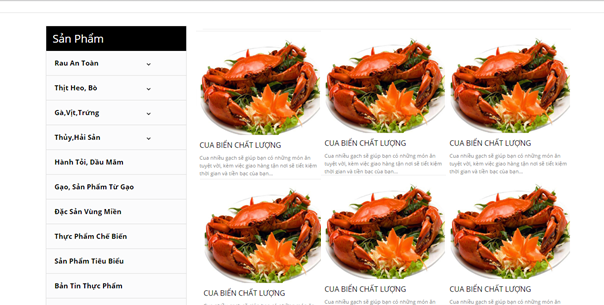 Sản Phẩm
Rau An Toàn
Thịt Heo, Bò
Gà,Vịt,Trứng
Thủy,Hải Sản
Hành Tỏi, Dầu Mắm
Gạo, Sản Phẩm Từ Gạo
Đặc Sản Vùng Miền
Thực Phẩm Chế Biến
Sản Phẩm Tiêu Biểu
Bản Tin Thực Phẩm
CUA BIỂN CHẤT LƯỢNG
Cua nhiều gạch sẽ giúp bạn có những món ăn
tuyệt vời, kèm việc giao hàng tận nơi sẽ tiết kiệm
thời gian và tiền bạc của bạn...
CUA BIỂN CHẤT LƯỢNG
Cua nhiều gạch sẽ giúp bạn có những món ăn
tuyệt vời, kèm việc giao hàng tận nơi sẽ tiết kiệm
thời gian và tiền bạc của bạn...
CUA BIỂN CHẤT LƯỢNG
Cua nhiều gạch sẽ giúp bạn có những món ăn
tuyệt vời, kèm việc giao hàng tận nơi sẽ tiết kiệm
thời gian và tiền bạc của bạn...
CUA BIỂN CHẤT LƯỢNG
CUA BIỂN CHẤT LƯỢNG
Cua nhiều gạch sẽ giúp bạn có những món ăn
CUA BIỂN CHẤT LƯỢNG
Cua nhiều gạch sẽ giúp bạn có những món ăn